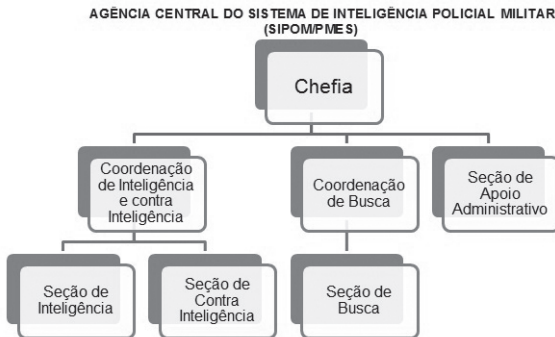 AGÊNCIA CENTRAL DO SISTEMA DE INTELIGÊNCIA POLICIAL MILITAR
(SIPOM/PMES)
Chefia
Coordenação
de Inteligência
e contra
Inteligência
Coordenação
de Busca
Seção de
Apoio
Administrativo
Seção de
Inteligência
Seção de
Contra
Inteligência
Seção de
Busca